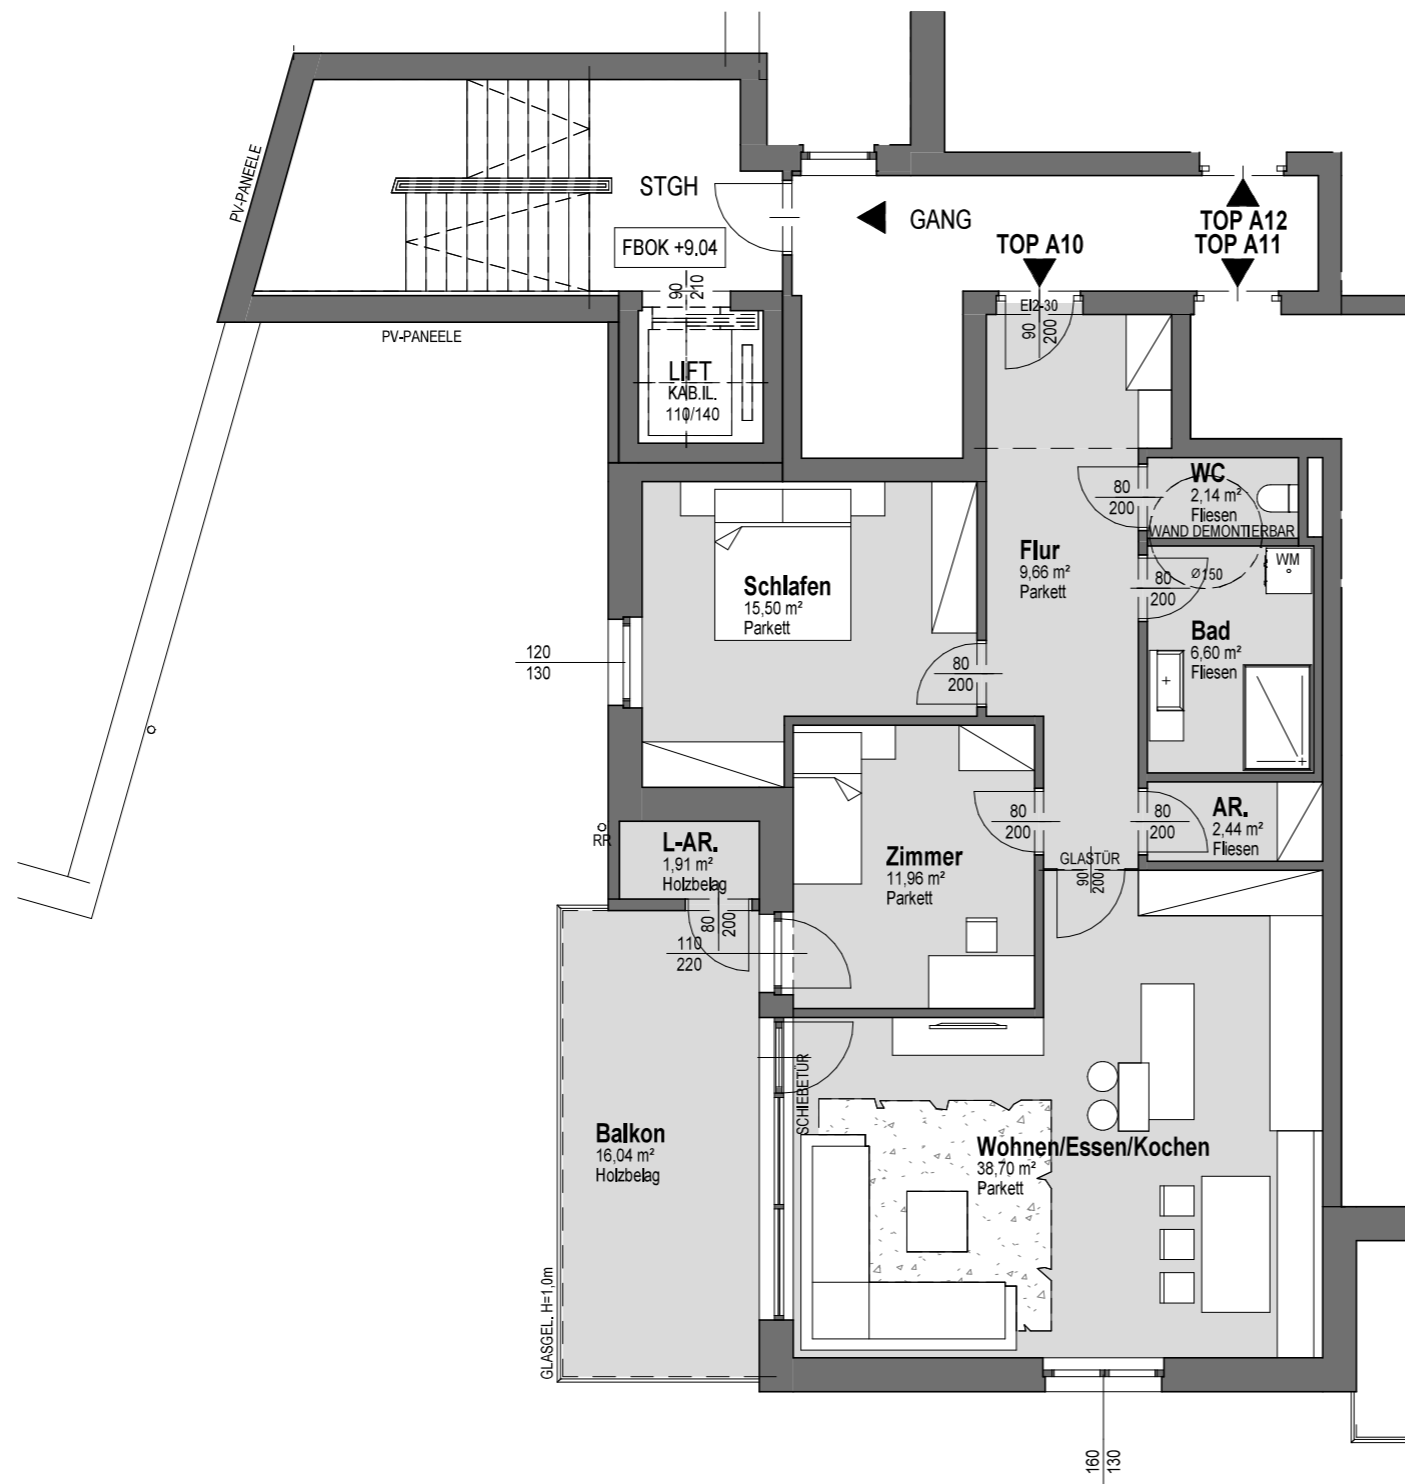 PV-PANEELE
STGH
FBOK +9.04
90
210
GANG
TOP A10
TOP A12
TOP A11
PV-PANEELE
LIFT
KAB.IL.
110/140
EI2-30
90
200
WC
2,14 m²
Fliesen
WAND DEMONTIERBAR
80
200
Flur
9,66 m²
Parkett
80
200
Ø150
WM
Schlafen
15,50 m²
Parkett
Bad
6,60 m²
Fliesen
120
130
80
200
RR
L-AR.
1,91 m²
Holzbelag
80
200
Zimmer
11,96 m²
Parkett
80
200
80
200
AR.
2,44 m²
Fliesen
GLASTÜR
90
200
110
220
SCHIEBETÜR
Balkon
16,04 m²
Holzbelag
Wohnen/Essen/Kochen
38,70 m²
Parkett
GLASGEL. H=1,0m
160
130